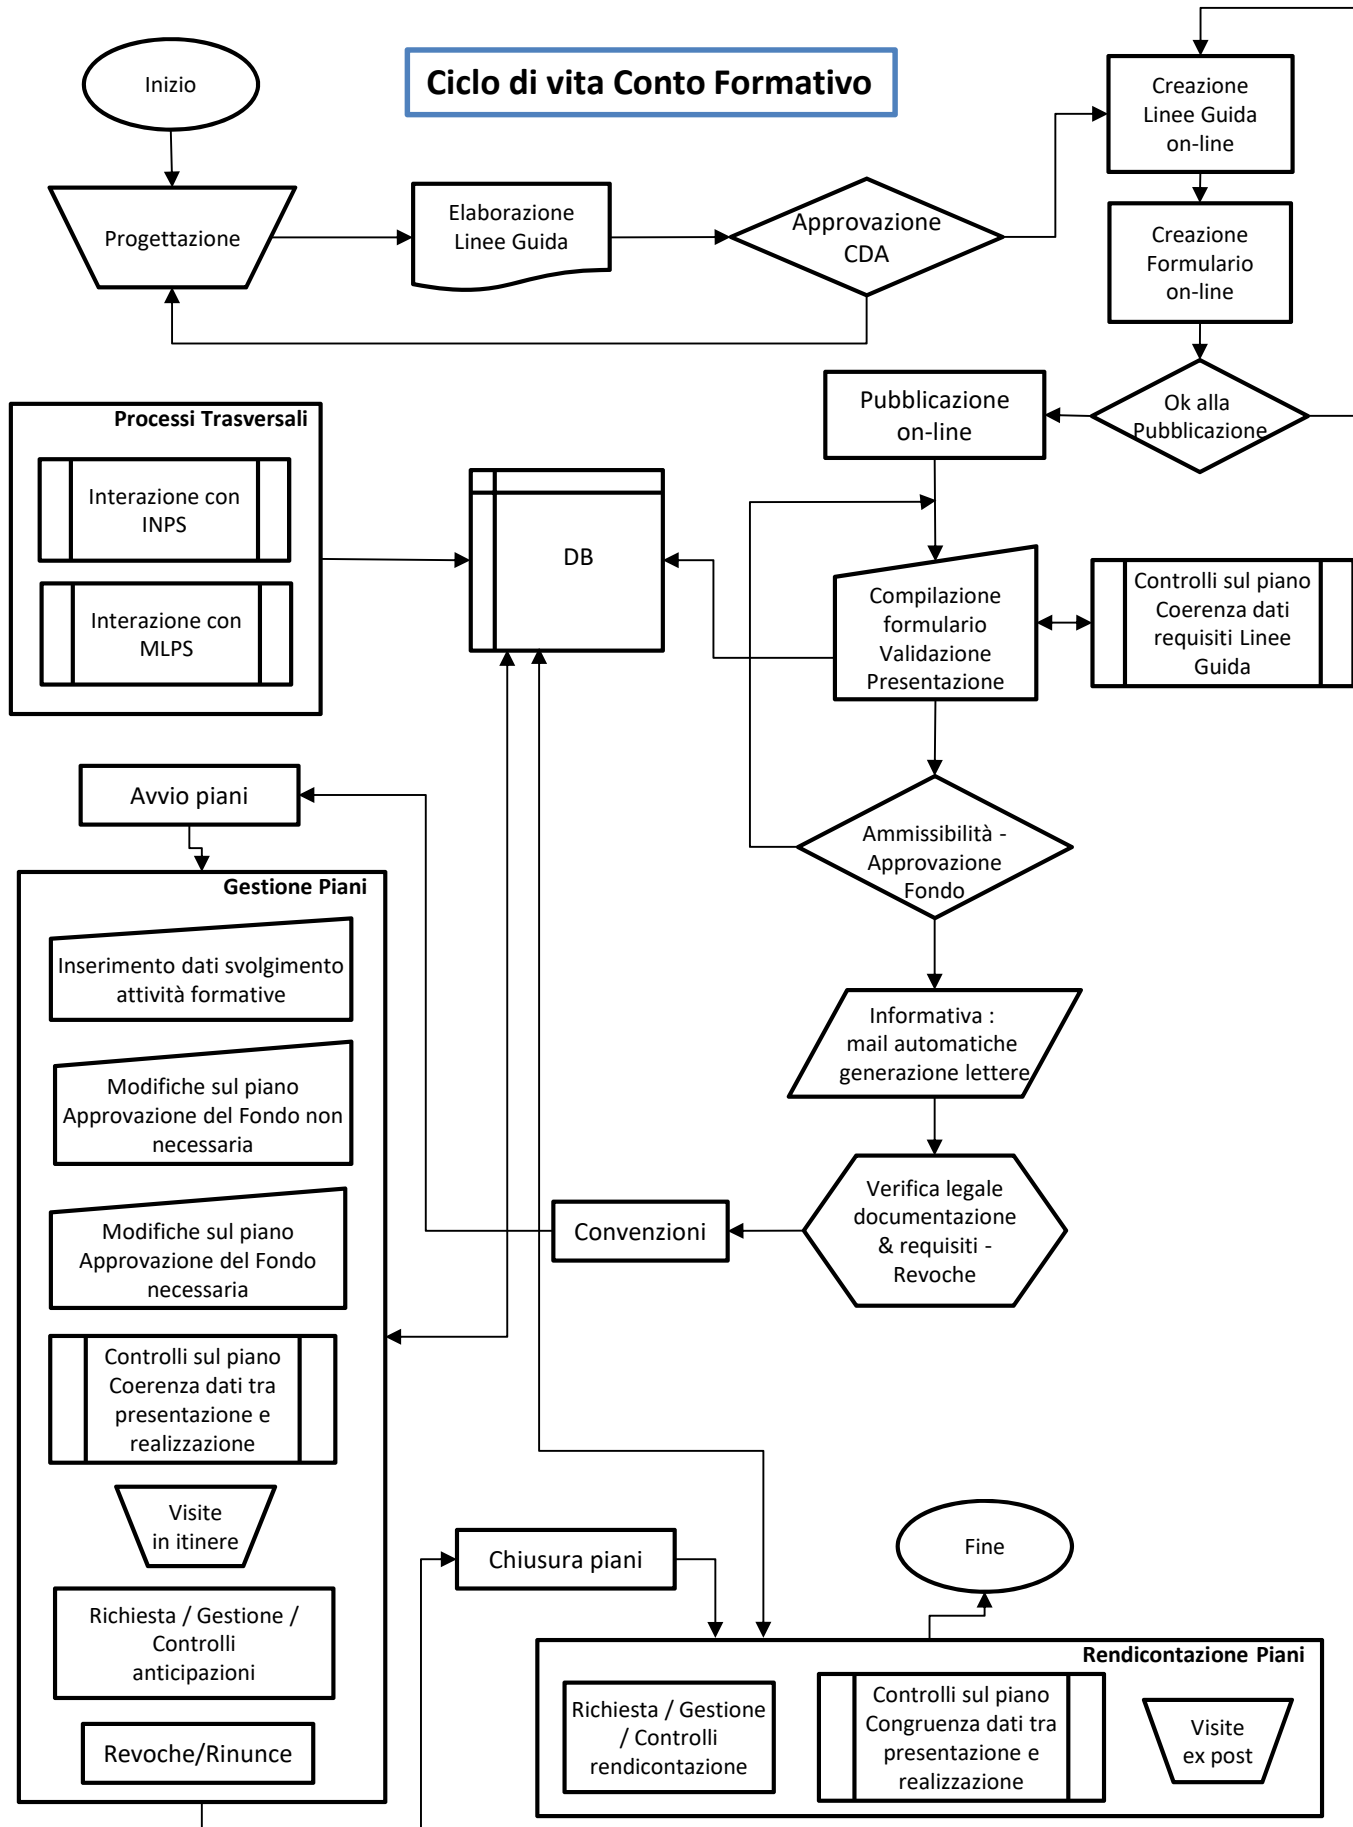 Inizio
Ciclo di vita Conto Formativo
Creazione
Linee Guida
on-line
Progettazione
Elaborazione
Linee Guida
Approvazione
CDA
Creazione
Formulario
on-line
Ok alla
Pubblicazione
Pubblicazione
on-line
Processi Trasversali
Interazione con
INPS
Interazione con
MLPS
DB
Compilazione
formulario
Validazione
Presentazione
Controlli sul piano
Coerenza dati
requisiti Linee
Guida
Avvio piani
Ammissibilità -
Approvazione
Fondo
Gestione Piani
Inserimento dati svolgimento
attività formative
Modifiche sul piano
Approvazione del Fondo non
necessaria
Modifiche sul piano
Approvazione del Fondo
necessaria
Controlli sul piano
Coerenza dati tra
presentazione e
realizzazione
Visite
in itinere
Richiesta / Gestione /
Controlli
anticipazioni
Revoche/Rinunce
Informativa :
mail automatiche
generazione lettere
Verifica legale
documentazione
& requisiti -
Revoche
Convenzioni
Chiusura piani
Fine
Rendicontazione Piani
Richiesta / Gestione
/ Controlli
rendicontazione
Controlli sul piano
Congruenza dati tra
presentazione e
realizzazione
Visite
ex post